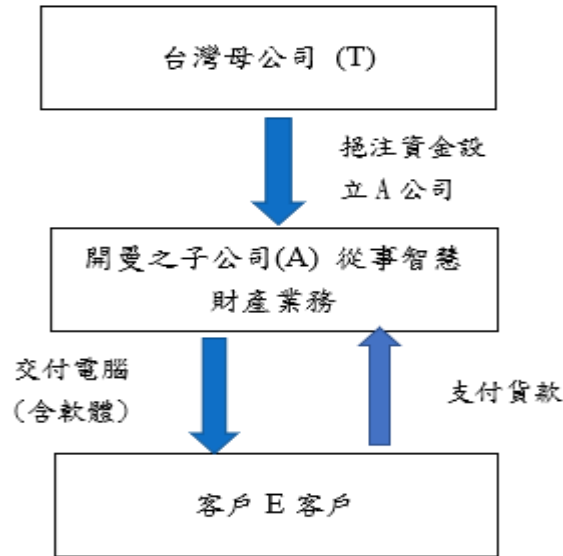 台灣母公司 (T)
挹注資金設
立 A 公司
開曼之子公司(A) 從事智慧
財產業務
交付電腦
(含軟體)
支付貨款
客戶 E 客戶